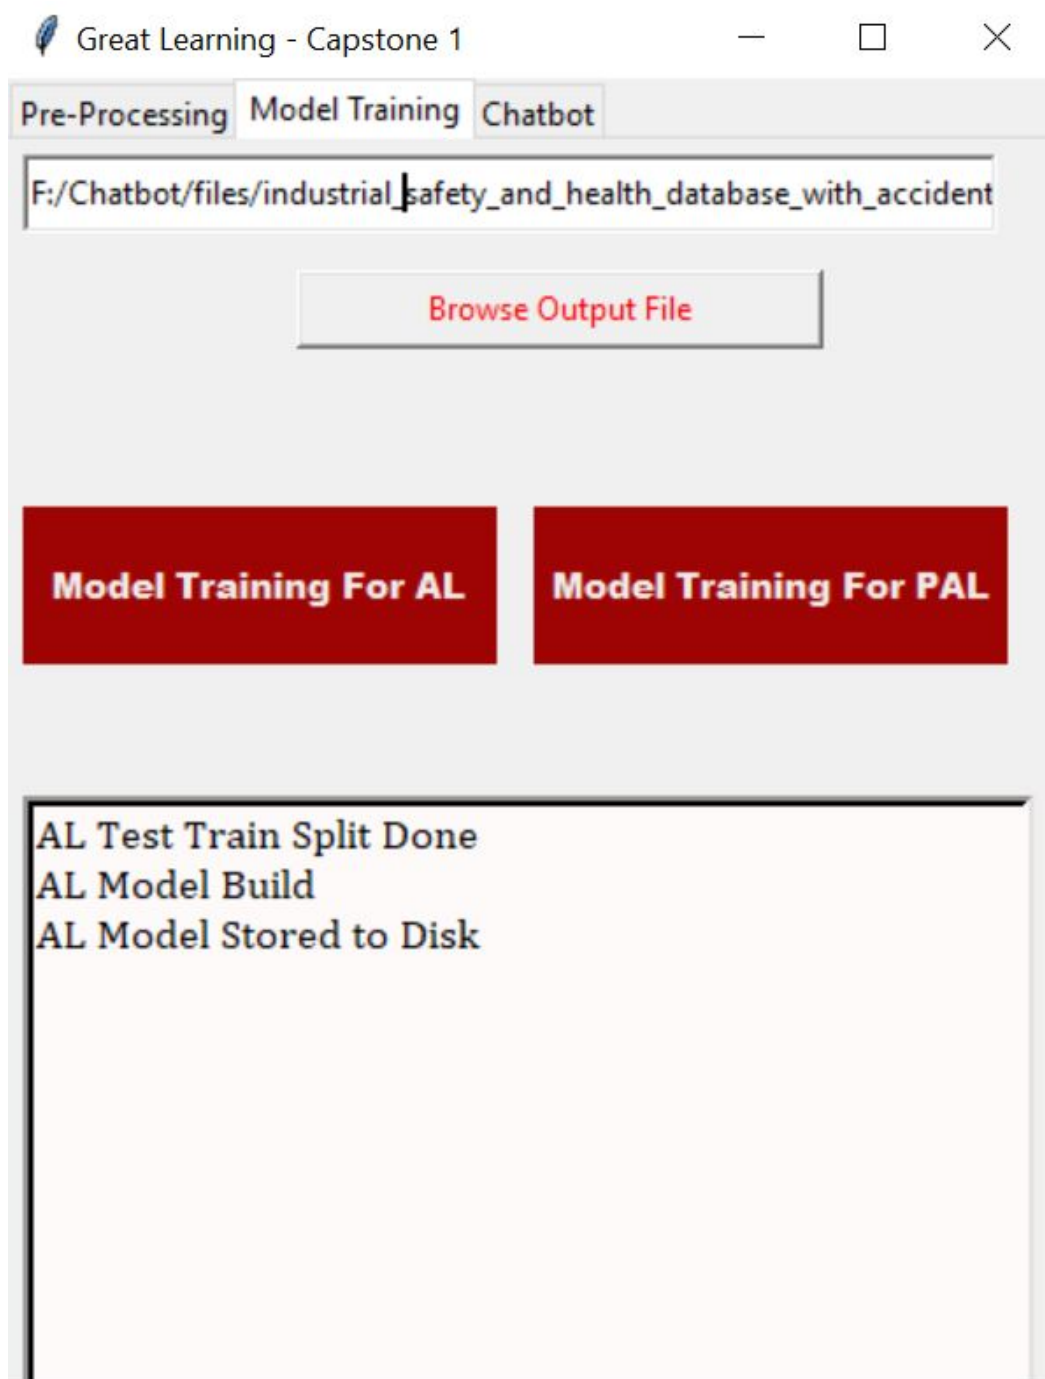 Great Learning - Capstone 1
Pre-Processing Model Training Chatbot
F:/Chatbot/files/industrial_safety_and_health_database_with_accident
Browse Output File
Model Training For AL Model Training For PAL
AL Test Train Split Done
AL Model Build
AL Model Stored to Disk